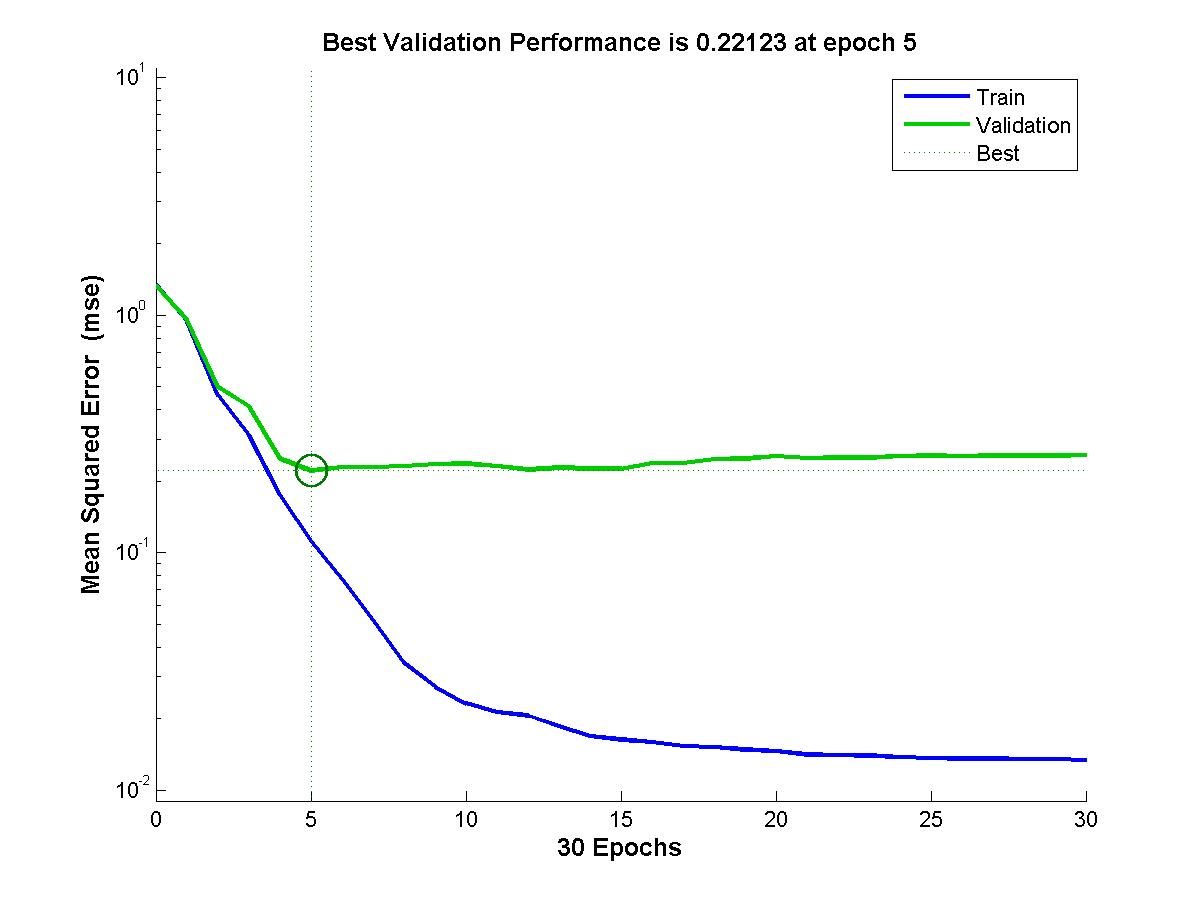 Best Validation Performance is 0.22123 at epoch 5
Train
Validation
Best
Mean Squared Error (mse)
10^1
10^0
10^-1
10^-2
0 5 10 15 20 25 30
30 Epochs